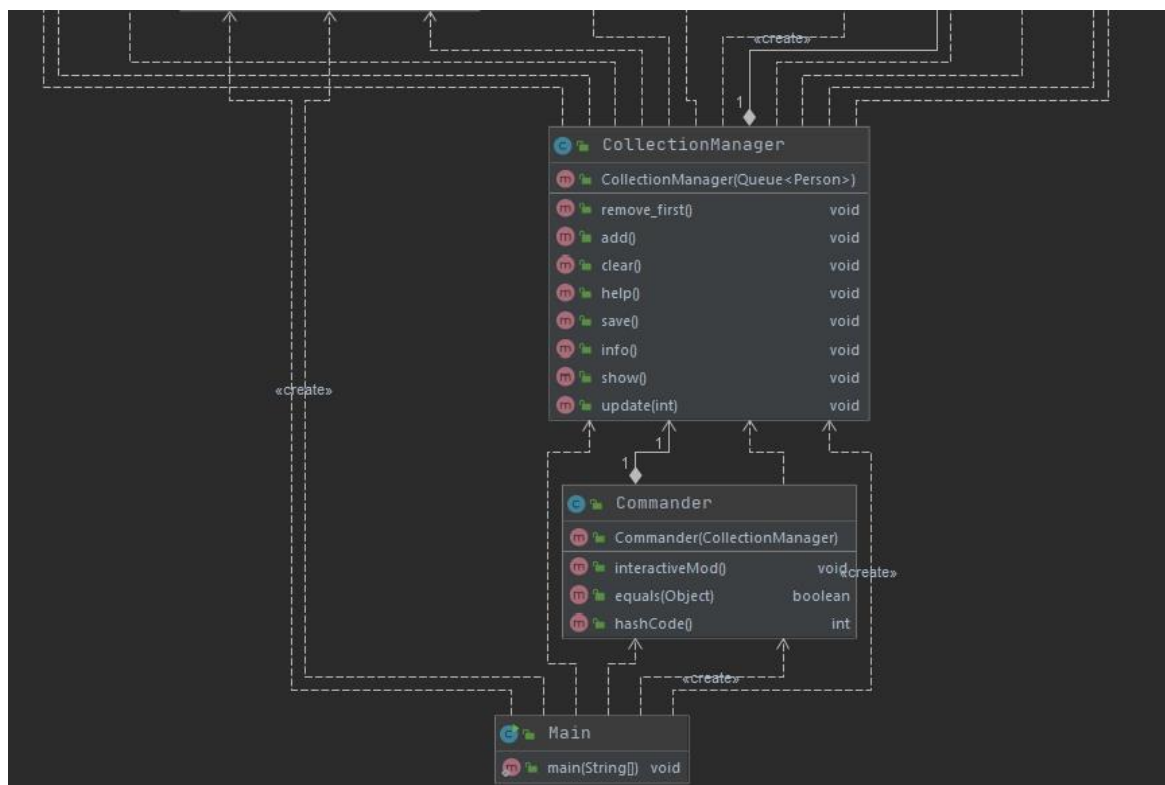 «create»
1
CollectionManager
CollectionManager(Queue<Person>)
remove_first() void
add() void
clear() void
help() void
save() void
info() void
show() void
update(int) void
«create»
1
1
Commander
Commander(CollectionManager)
interactiveMod() void
«create»
equals(Object) boolean
hashCode() int
«create»
Main
main(String[]) void